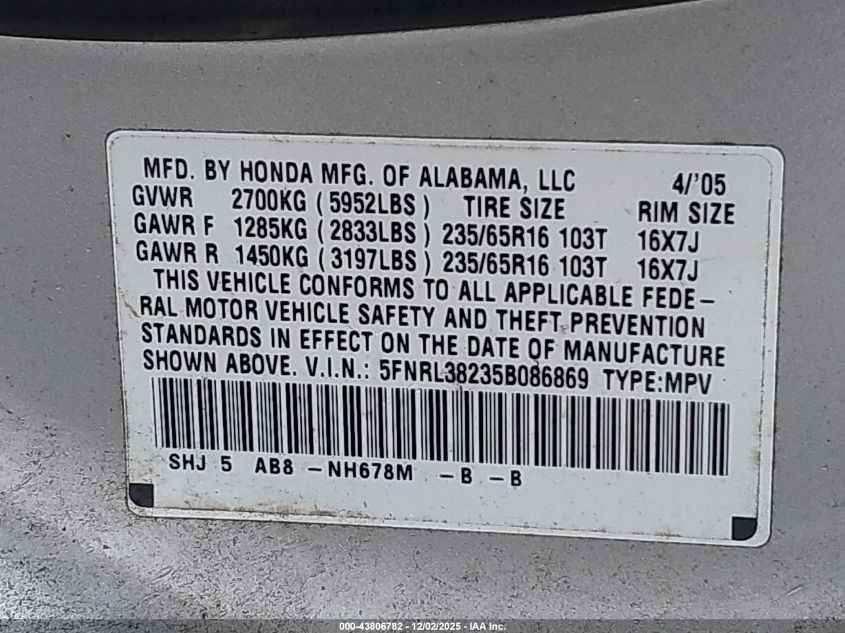 MFD. BY HONDA MFG. OF ALABAMA, LLC 4/'05
GVWR 2700KG (5952LBS) TIRE SIZE RIM SIZE
GAWR F 1285KG (2833LBS) 235/65R16 103T 16X7J
GAWR R 1450KG (3197LBS) 235/65R16 103T 16X7J
THIS VEHICLE CONFORMS TO ALL APPLICABLE FEDE-
RAL MOTOR VEHICLE SAFETY AND THEFT PREVENTION
STANDARDS IN EFFECT ON THE DATE OF MANUFACTURE
SHOWN ABOVE. V.I.N.: 5FNRL38235B086869 TYPE:MPV
SHJ 5 AB8 -NH678M -B -B
000-43806782 - 12/02/2025 - IAA Inc.